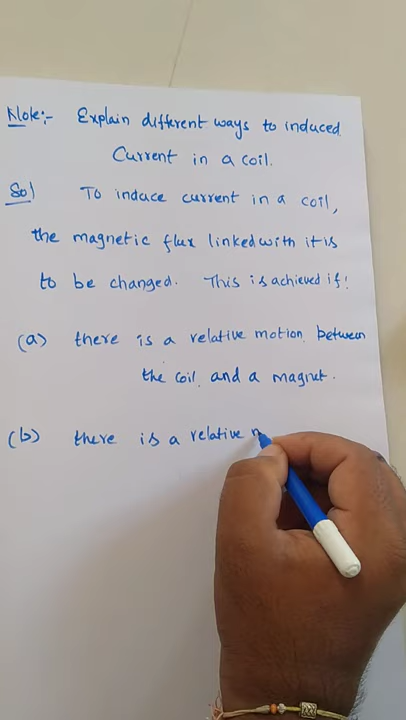 Note:- Explain different ways to induced
Current in a coil.
Sol To induce current in a coil,
the magnetic flux linked with it is
to be changed. This is achieved if:
(a) there is a relative motion between
the coil and a magnet.
(b) there is a relative